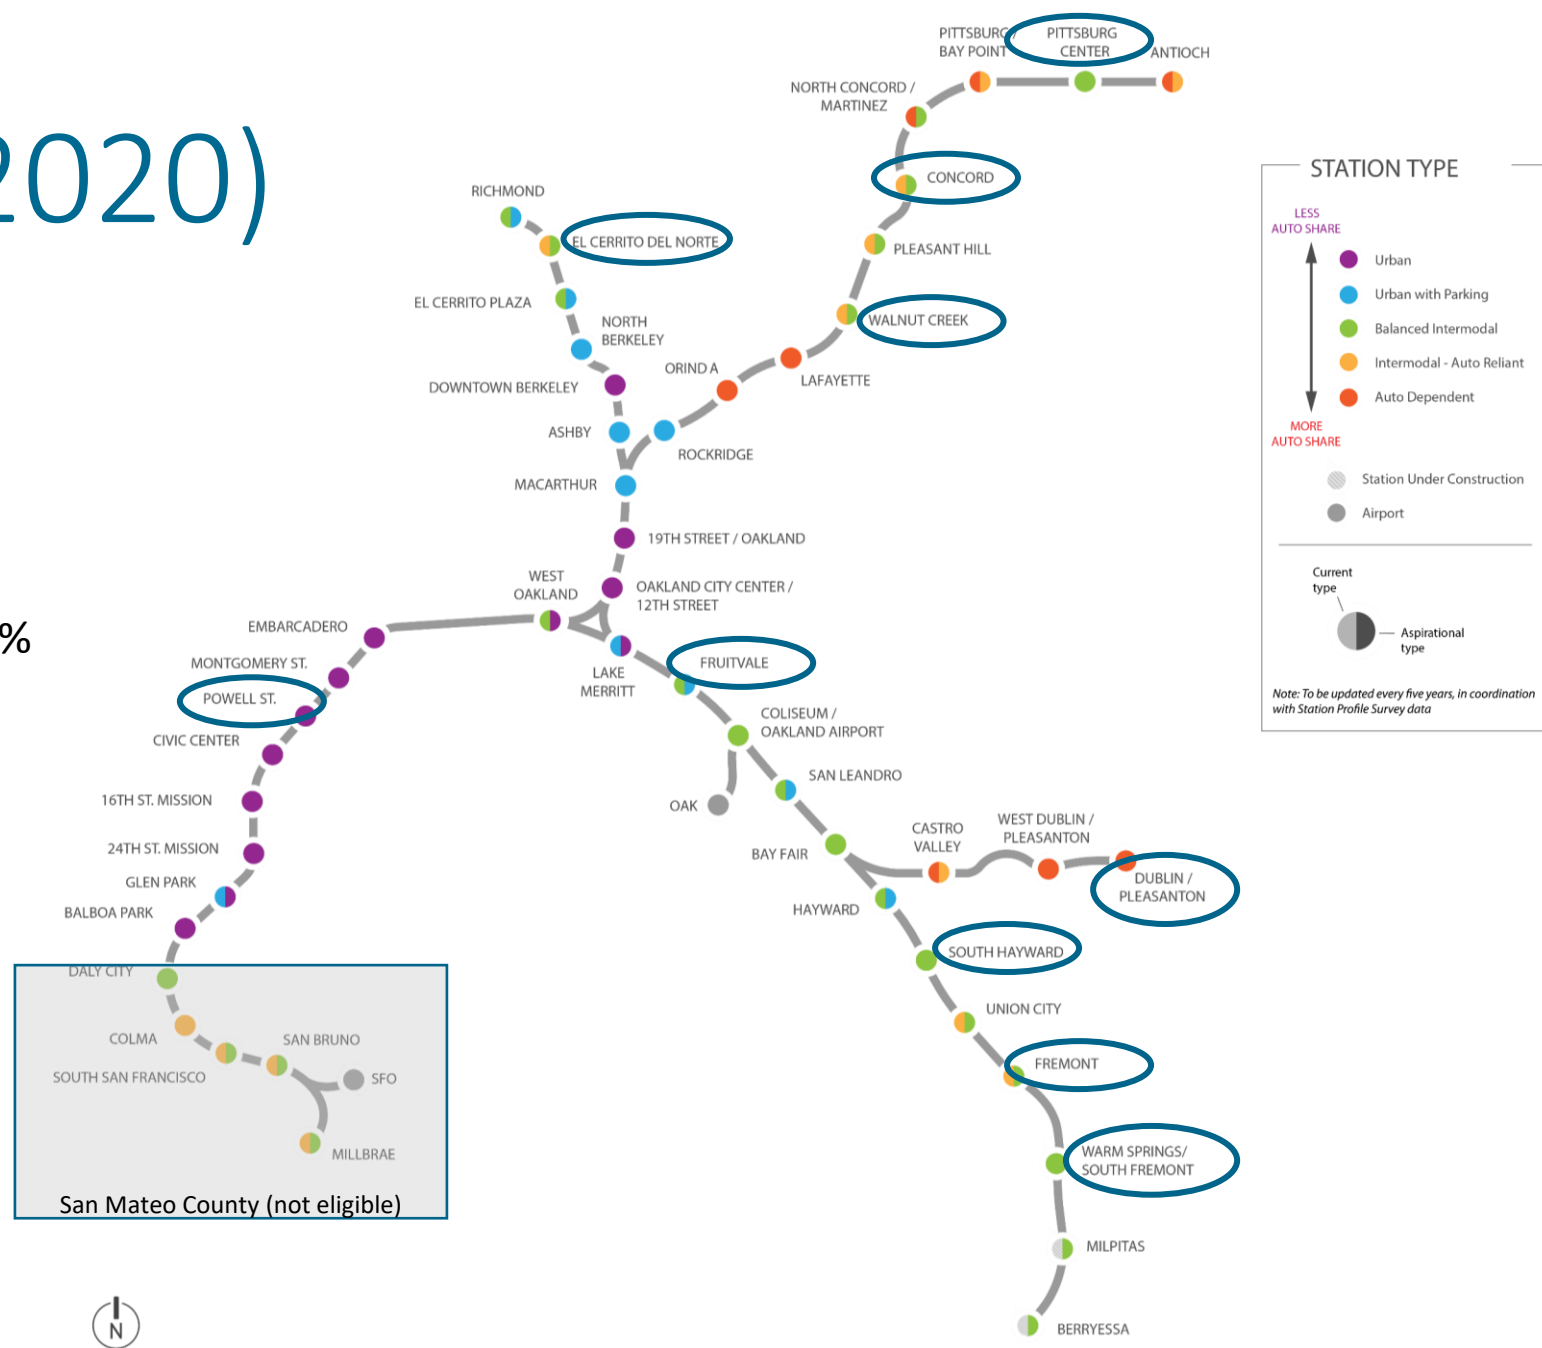 2020)
%
PITTSBURG /
BAY POINT
PITTSBURG
CENTER
ANTIOCH
NORTH CONCORD /
MARTINEZ
CONCORD
RICHMOND
EL CERRITO DEL NORTE
PLEASANT HILL
EL CERRITO PLAZA
WALNUT CREEK
NORTH
BERKELEY
ORIND A
LAFAYETTE
DOWNTOWN BERKELEY
ASHBY
ROCKRIDGE
MACARTHUR
19TH STREET / OAKLAND
WEST
OAKLAND
OAKLAND CITY CENTER /
12TH STREET
EMBARCADERO
MONTGOMERY ST.
LAKE
MERRITT
FRUITVALE
POWELL ST.
CIVIC CENTER
COLISEUM /
OAKLAND AIRPORT
16TH ST. MISSION
OAK
SAN LEANDRO
24TH ST. MISSION
BAY FAIR
CASTRO
VALLEY
WEST DUBLIN /
PLEASANTON
GLEN PARK
DUBLIN /
PLEASANTON
BALBOA PARK
HAYWARD
SOUTH HAYWARD
DALY CITY
UNION CITY
COLMA
SAN BRUNO
SOUTH SAN FRANCISCO
SFO
FREMONT
MILLBRAE
WARM SPRINGS/
SOUTH FREMONT
San Mateo County (not eligible)
MILPITAS
BERRYESSA
N
STATION TYPE
LESS
AUTO SHARE
Urban
Urban with Parking
Balanced Intermodal
Intermodal - Auto Reliant
Auto Dependent
MORE
AUTO SHARE
Station Under Construction
Airport
Current
type
Aspirational
type
Note: To be updated every five years, in coordination
with Station Profile Survey data